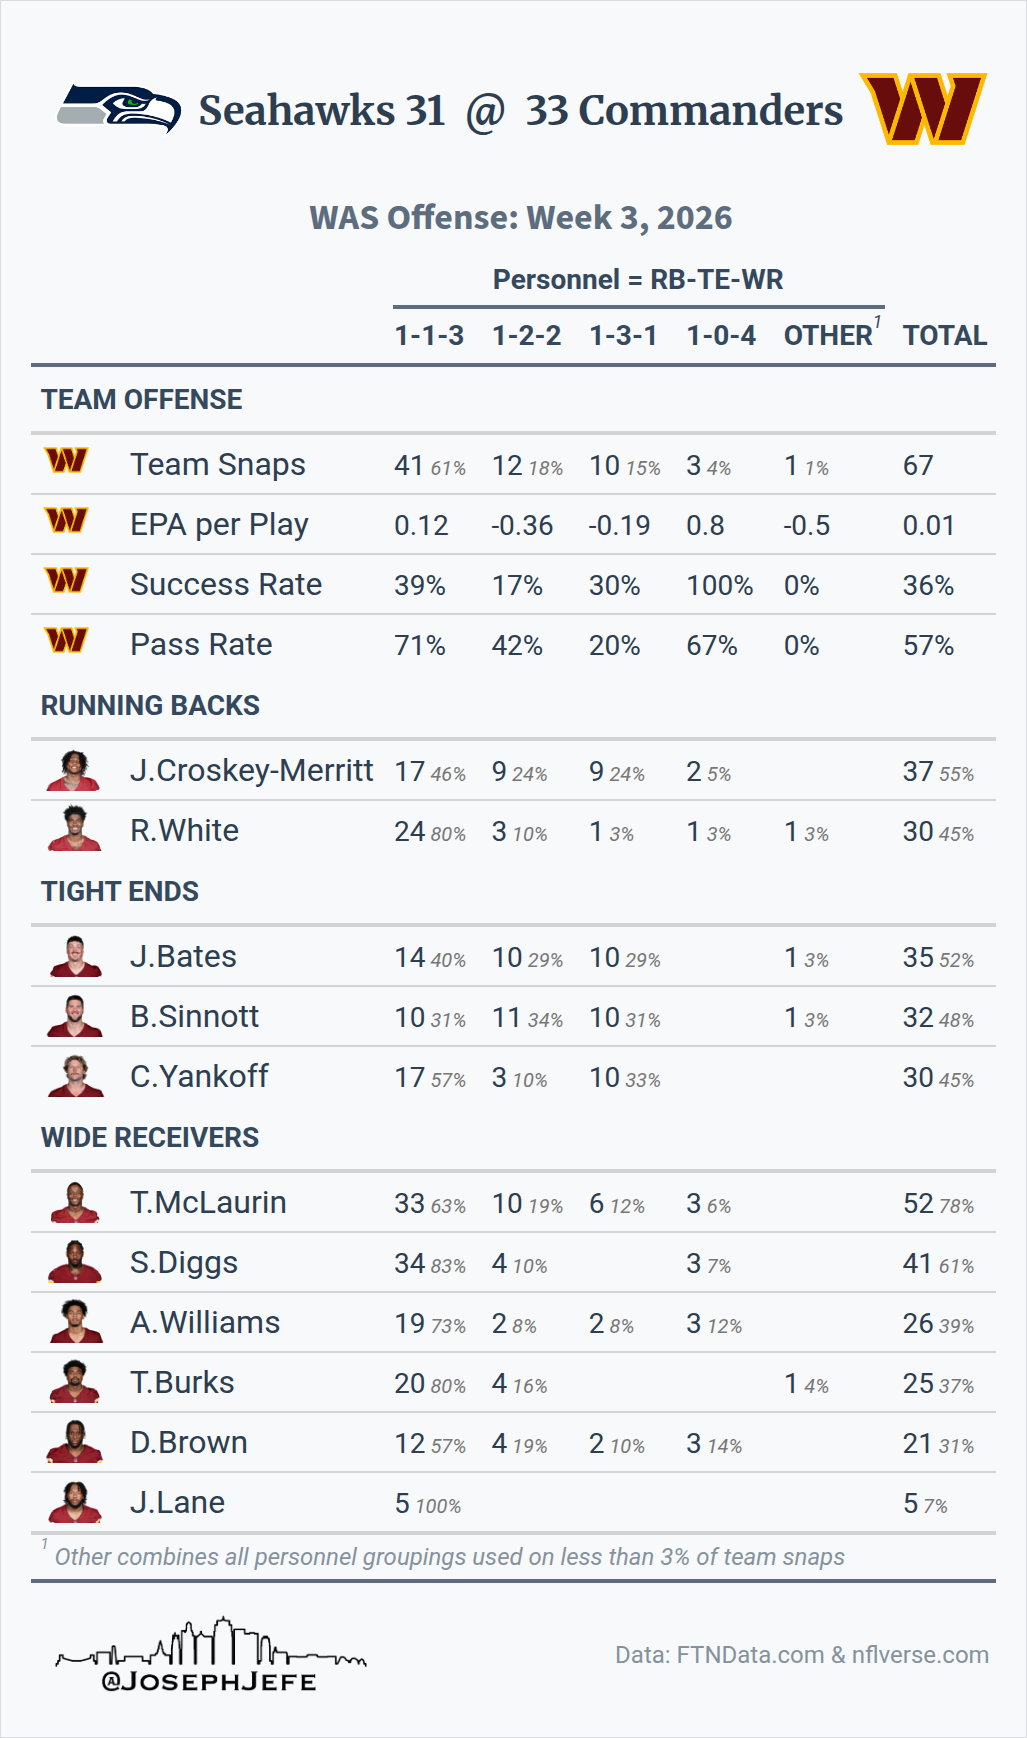 Seahawks 31 @ 33 Commanders
WAS Offense: Week 3, 2026
Personnel = RB-TE-WR
1-1-3 1-2-2 1-3-1 1-0-4 OTHER1 TOTAL
TEAM OFFENSE
Team Snaps 41 61% 12 18% 10 15% 3 4% 1 1% 67
EPA per Play 0.12 -0.36 -0.19 0.8 -0.5 0.01
Success Rate 39% 17% 30% 100% 0% 36%
Pass Rate 71% 42% 20% 67% 0% 57%
RUNNING BACKS
J.Croskey-Merritt 17 46% 9 24% 9 24% 2 5% 37 55%
R.White 24 80% 3 10% 1 3% 1 3% 1 3% 30 45%
TIGHT ENDS
J.Bates 14 40% 10 29% 10 29% 1 3% 35 52%
B.Sinnott 10 31% 11 34% 10 31% 1 3% 32 48%
C.Yankoff 17 57% 3 10% 10 33% 30 45%
WIDE RECEIVERS
T.McLaurin 33 63% 10 19% 6 12% 3 6% 52 78%
S.Diggs 34 83% 4 10% 3 7% 41 61%
A.Williams 19 73% 2 8% 2 8% 3 12% 26 39%
T.Burks 20 80% 4 16% 1 4% 25 37%
D.Brown 12 57% 4 19% 2 10% 3 14% 21 31%
J.Lane 5 100% 5 7%
1 Other combines all personnel groupings used on less than 3% of team snaps
@JosephJefe
Data: FTNData.com & nflverse.com